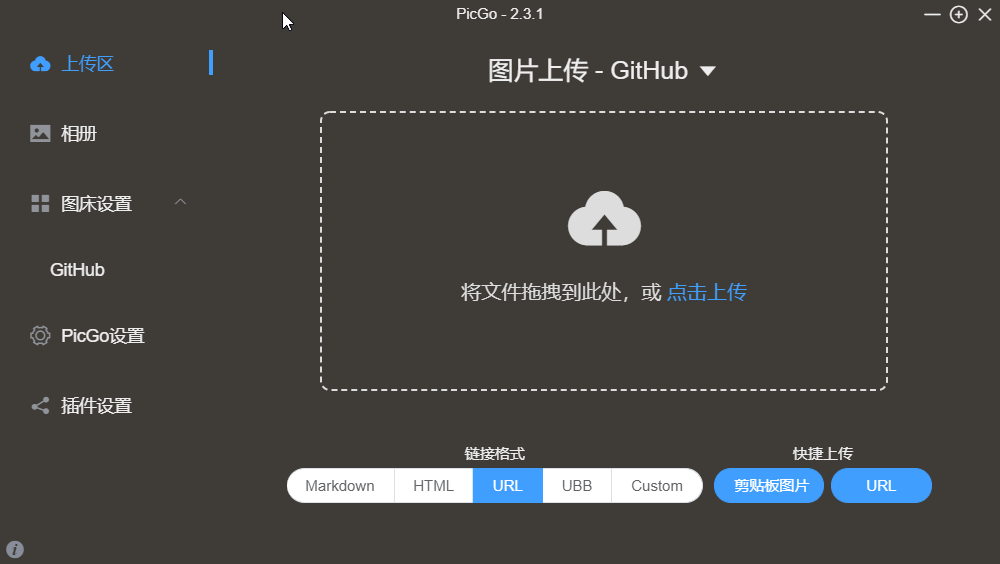 PicGo - 2.3.1
上传区
相册
图床设置
GitHub
PicGo设置
插件设置
图片上传 - GitHub
将文件拖拽到此处，或 点击上传
链接格式
Markdown
HTML
URL
UBB
Custom
快捷上传
剪贴板图片
URL